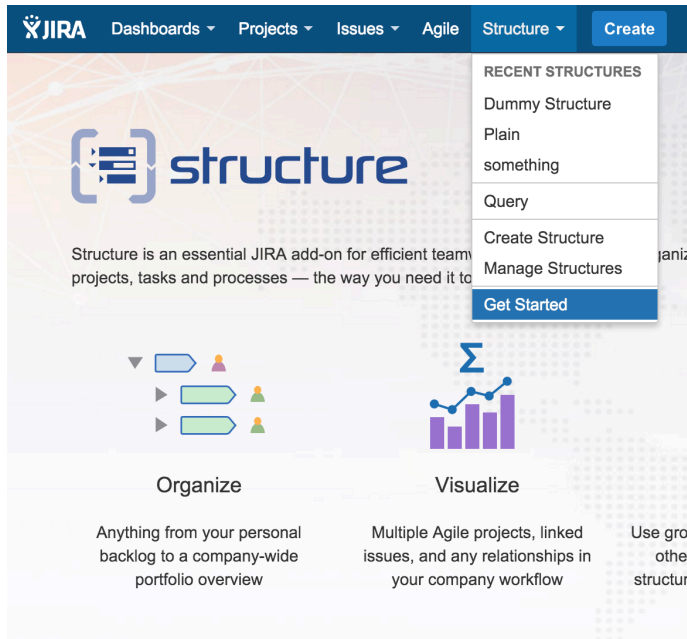 JIRA Dashboards Projects Issues Agile Structure Create
RECENT STRUCTURES
Dummy Structure
Plain
something
Query
Create Structure
Manage Structures
Get Started
structure
Structure is an essential JIRA add-on for efficient
projects, tasks and processes — the way you need it to
Σ
Organize
Anything from your personal
backlog to a company-wide
portfolio overview
Visualize
Multiple Agile projects, linked
issues, and any relationships in
your company workflow
Use